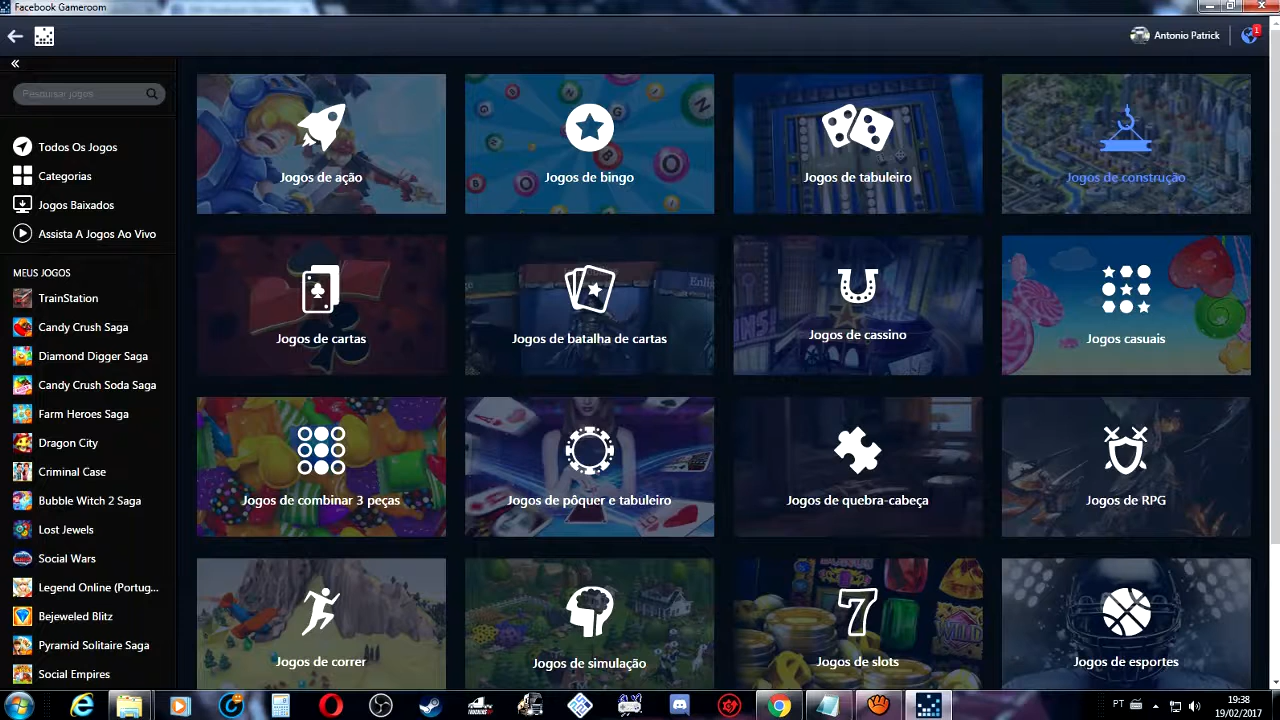 Facebook Gameroom
Antonio Patrick
1
«
Pesquisar jogos
Todos Os Jogos
Categorias
Jogos Baixados
Assista A Jogos Ao Vivo
MEUS JOGOS
TrainStation
Candy Crush Saga
Diamond Digger Saga
Candy Crush Soda Saga
Farm Heroes Saga
Dragon City
Criminal Case
Bubble Witch 2 Saga
Lost Jewels
Social Wars
Legend Online (Portug...
Bejeweled Blitz
Pyramid Solitaire Saga
Social Empires
Jogos de ação
Jogos de bingo
Jogos de tabuleiro
Jogos de construção
Jogos de cartas
Jogos de batalha de cartas
Jogos de cassino
Jogos casuais
Jogos de combinar 3 peças
Jogos de pôquer e tabuleiro
Jogos de quebra-cabeça
Jogos de RPG
Jogos de correr
Jogos de simulação
7
Jogos de slots
Jogos de esportes
PT
19:38
19/02/2017